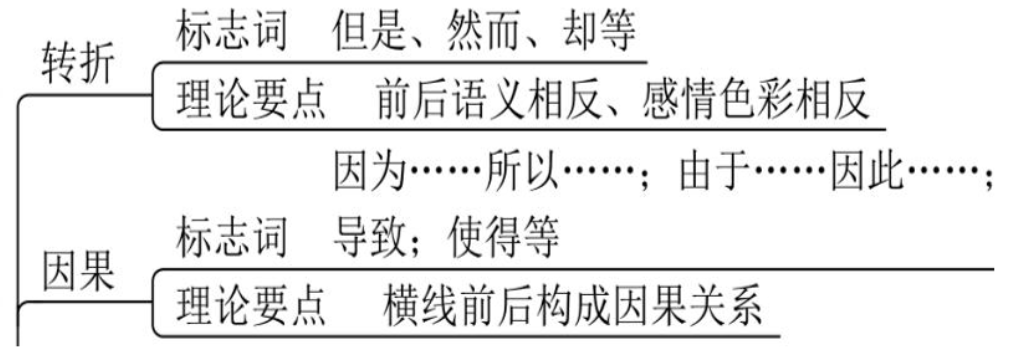 转折
标志词 但是、然而、却等
理论要点 前后语义相反、感情色彩相反
因果
因为……所以……；由于……因此……；
标志词 导致；使得等
理论要点 横线前后构成因果关系